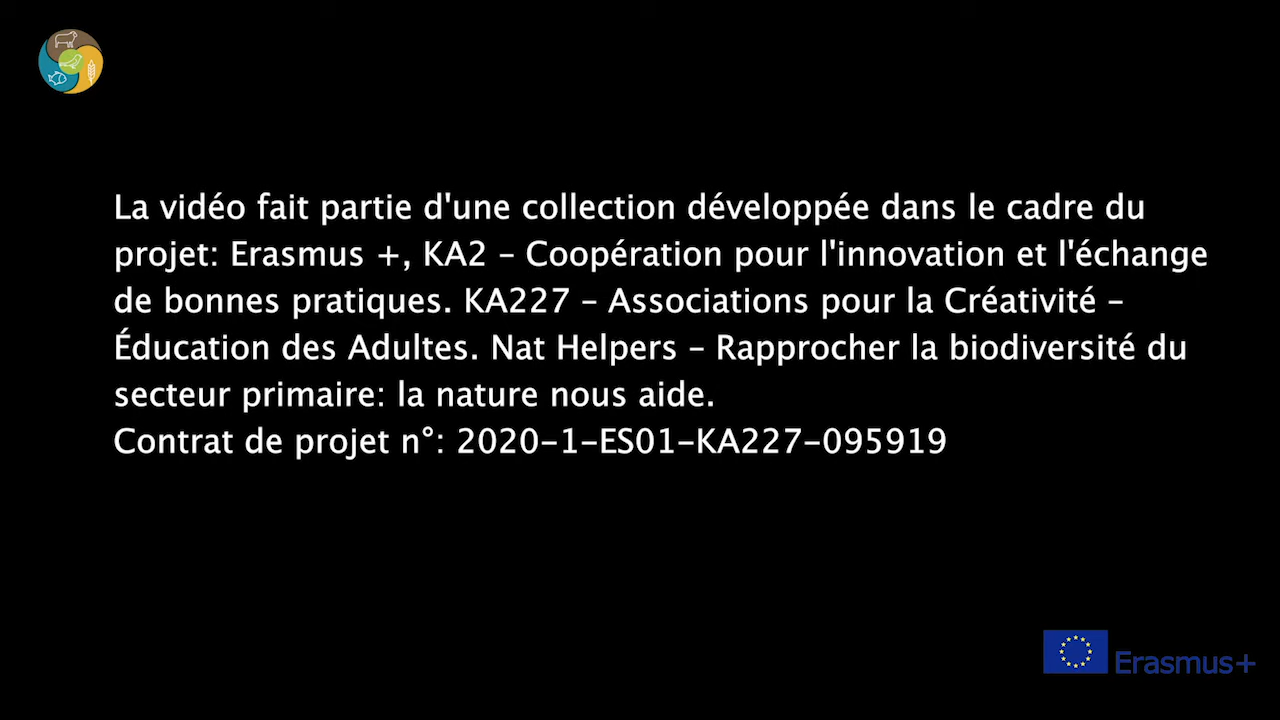 La vidéo fait partie d'une collection développée dans le cadre du
projet: Erasmus +, KA2 – Coopération pour l'innovation et l'échange
de bonnes pratiques. KA227 – Associations pour la Créativité –
Éducation des Adultes. Nat Helpers – Rapprocher la biodiversité du
secteur primaire: la nature nous aide.
Contrat de projet n°: 2020-1-ES01-KA227-095919
Erasmus+